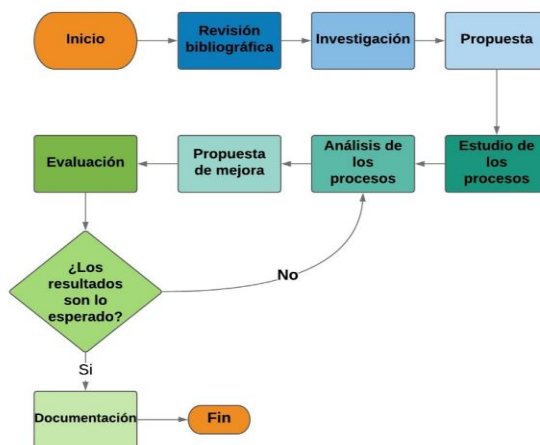 Inicio
Revisión
bibliográfica
Investigación
Propuesta
Evaluación
Propuesta
de mejora
Análisis de
los
procesos
Estudio de
los
procesos
¿Los
resultados
son lo
esperado?
No
Si
Documentación
Fin